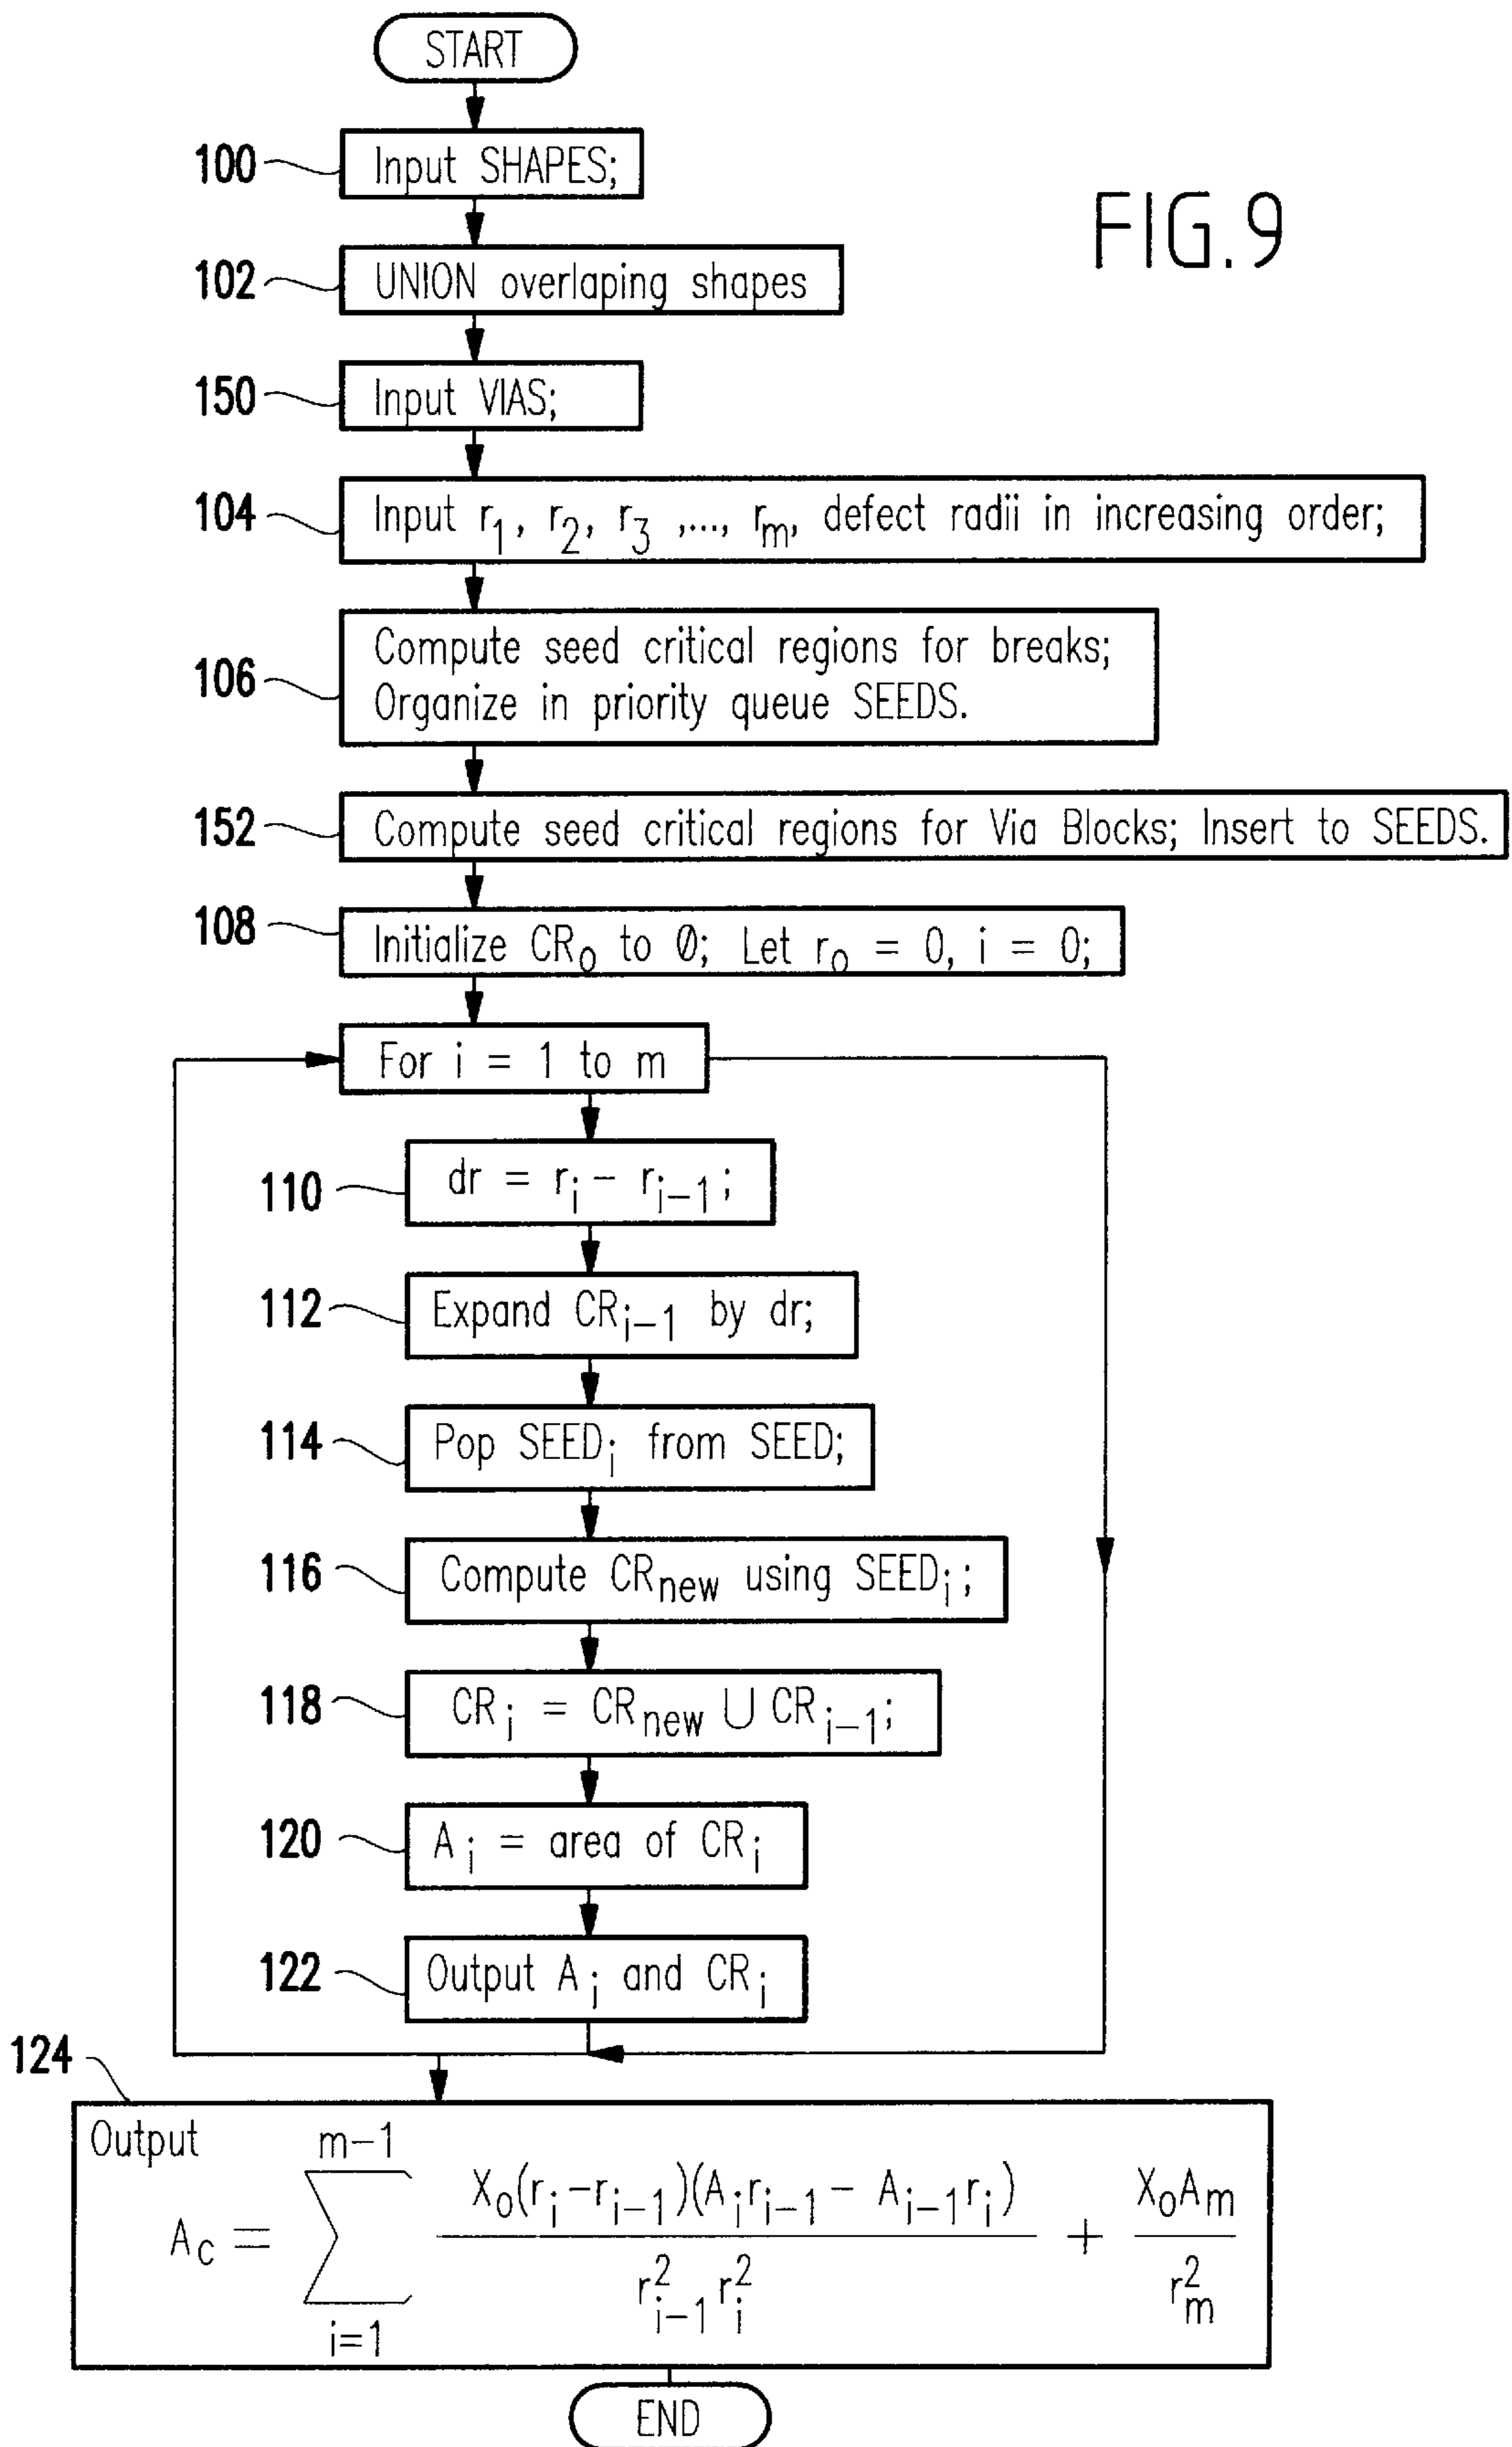 START
100 Input SHAPES;
FIG.9
102 UNION overlaping shapes
150 Input VIAS;
104 Input r₁, r₂, r₃ ,..., rₘ, defect radii in increasing order;
106 Compute seed critical regions for breaks;
Organize in priority queue SEEDS.
152 Compute seed critical regions for Via Blocks; Insert to SEEDS.
108 Initialize CR₀ to Ø; Let r₀ = 0, i = 0;
For i = 1 to m
110 dr = rᵢ − rᵢ₋₁ ;
112 Expand CRᵢ₋₁ by dr;
114 Pop SEEDᵢ from SEED;
116 Compute CR_new using SEEDᵢ ;
118 CRᵢ = CR_new ∪ CRᵢ₋₁;
120 Aᵢ = area of CRᵢ
122 Output Aᵢ and CRᵢ
124
Output
m−1
A_c = ∑ X₀(rᵢ−rᵢ₋₁)(Aᵢrᵢ₋₁ − Aᵢ₋₁rᵢ) / r²ᵢ₋₁ r²ᵢ + X₀Aₘ / r²ₘ
i=1
END